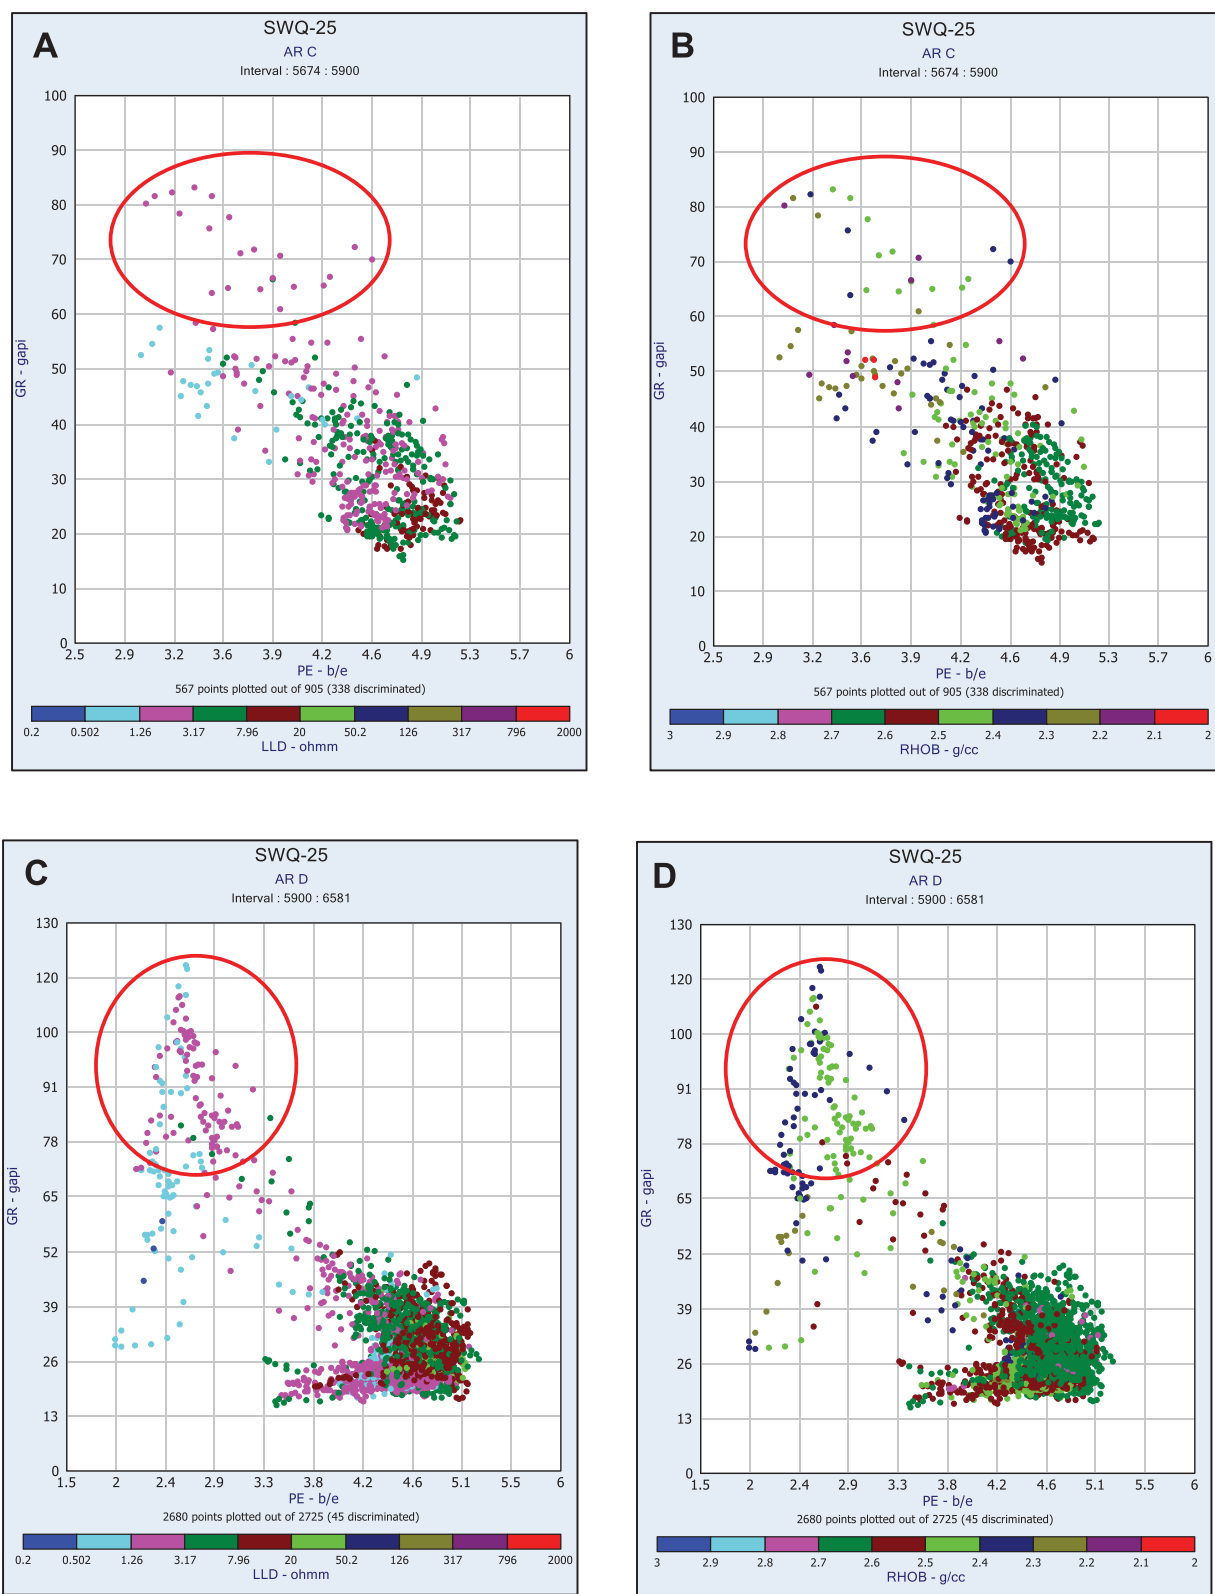 A
SWQ-25
AR C
Interval : 5674 : 5900
100
90
80
70
60
50
40
30
20
10
0
GR - gapi
2.5 2.9 3.2 3.6 3.9 4.2 4.6 4.9 5.3 5.7 6
PE - b/e
567 points plotted out of 905 (338 discriminated)
0.2 0.502 1.26 3.17 7.96 20 50.2 126 317 796 2000
LLD - ohmm
B
SWQ-25
AR C
Interval : 5674 : 5900
100
90
80
70
60
50
40
30
20
10
0
GR - gapi
2.5 2.9 3.2 3.6 3.9 4.2 4.6 4.9 5.3 5.7 6
PE - b/e
567 points plotted out of 905 (338 discriminated)
3 2.9 2.8 2.7 2.6 2.5 2.4 2.3 2.2 2.1 2
RHOB - g/cc
C
SWQ-25
AR D
Interval : 5900 : 6581
130
120
100
91
78
65
52
39
26
13
0
GR - gapi
1.5 2 2.4 2.9 3.3 3.8 4.2 4.6 5.1 5.5 6
PE - b/e
2680 points plotted out of 2725 (45 discriminated)
0.2 0.502 1.26 3.17 7.96 20 50.2 126 317 796 2000
LLD - ohmm
D
SWQ-25
AR D
Interval : 5900 : 6581
130
120
100
91
78
65
52
39
26
13
0
GR - gapi
1.5 2 2.4 2.9 3.3 3.8 4.2 4.6 5.1 5.5 6
PE - b/e
2680 points plotted out of 2725 (45 discriminated)
3 2.9 2.8 2.7 2.6 2.5 2.4 2.3 2.2 2.1 2
RHOB - g/cc